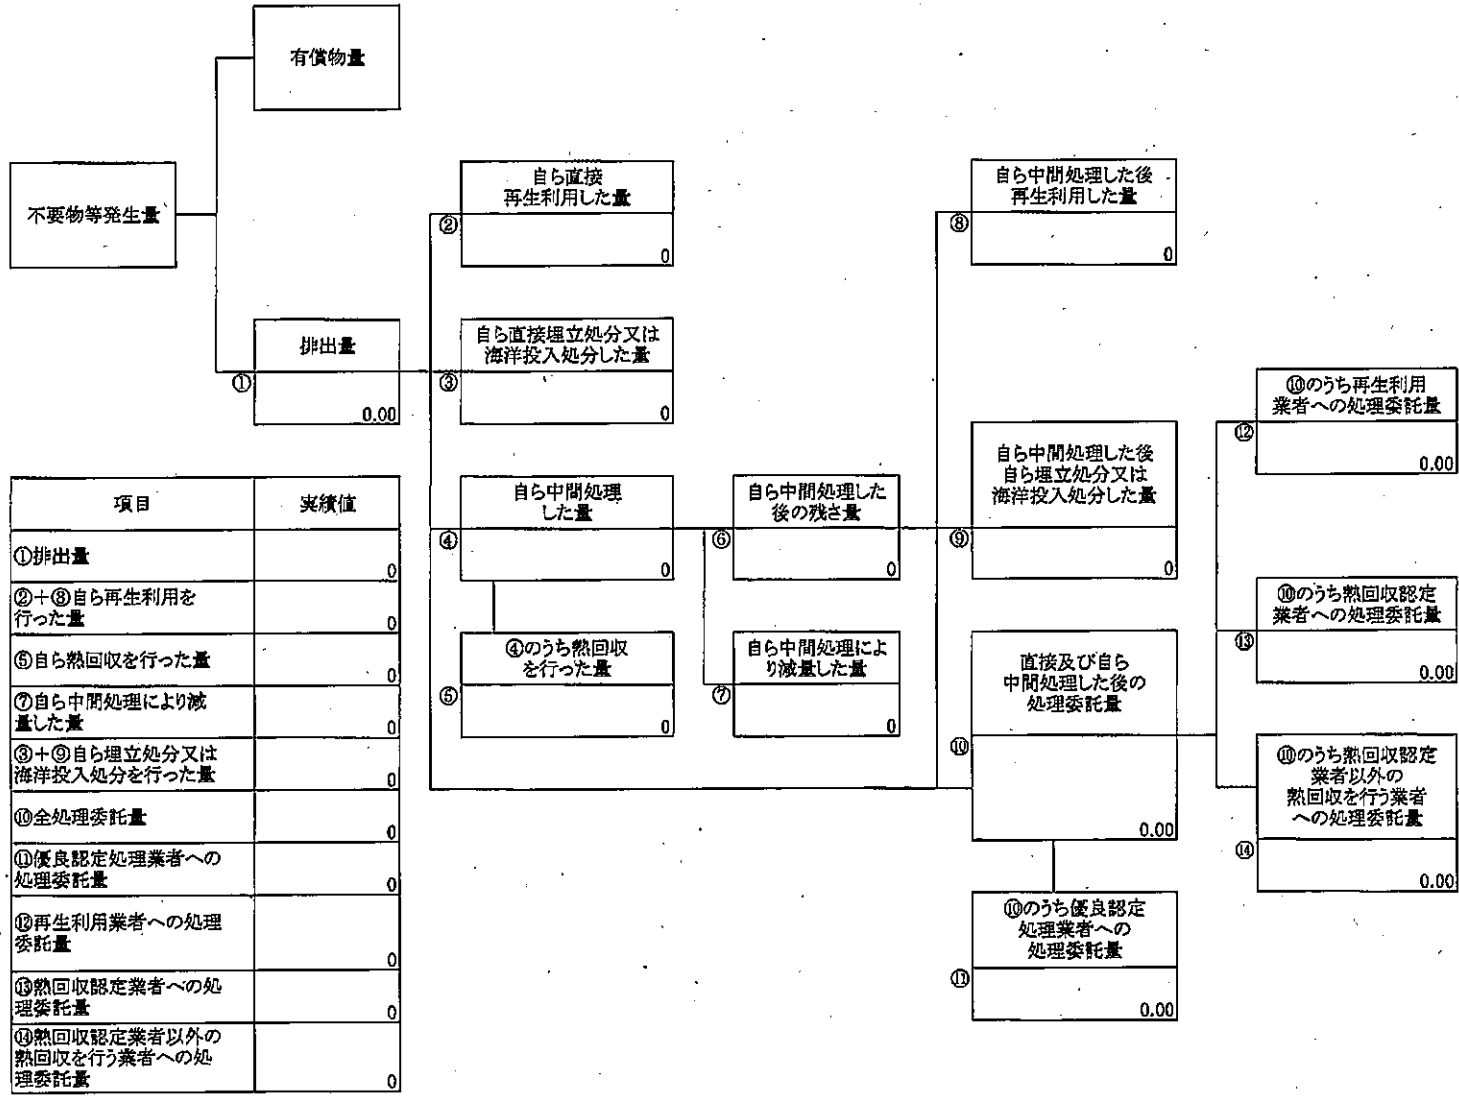 有償物量
不要物等発生量
排出量
①
0.00
自ら直接
再生利用した量
②
0
自ら直接埋立処分又は
海洋投入処分した量
③
0
自ら中間処理
した量
④
0
④のうち熱回収
を行った量
⑤
0
自ら中間処理した
後の残さ量
⑥
0
自ら中間処理によ
り減量した量
⑦
0
自ら中間処理した後
再生利用した量
⑧
0
自ら中間処理した後
自ら埋立処分又は
海洋投入処分した量
⑨
0
直接及び自ら
中間処理した後の
処理委託量
⑩
0.00
⑩のうち優良認定
処理業者への
処理委託量
⑪
0.00
⑩のうち再生利用
業者への処理委託量
⑫
0.00
⑩のうち熱回収認定
業者への処理委託量
⑬
0.00
⑩のうち熱回収認定
業者以外の
熱回収を行う業者
への処理委託量
⑭
0.00
項目 実績値
①排出量
0
②+⑧自ら再生利用を
行った量
0
⑤自ら熱回収を行った量
0
⑦自ら中間処理により減
量した量
0
③+⑨自ら埋立処分又は
海洋投入処分を行った量
0
⑩全処理委託量
0
⑪優良認定処理業者への
処理委託量
0
⑫再生利用業者への処理
委託量
0
⑬熱回収認定業者への処
理委託量
0
⑭熱回収認定業者以外の
熱回収を行う業者への処
理委託量
0